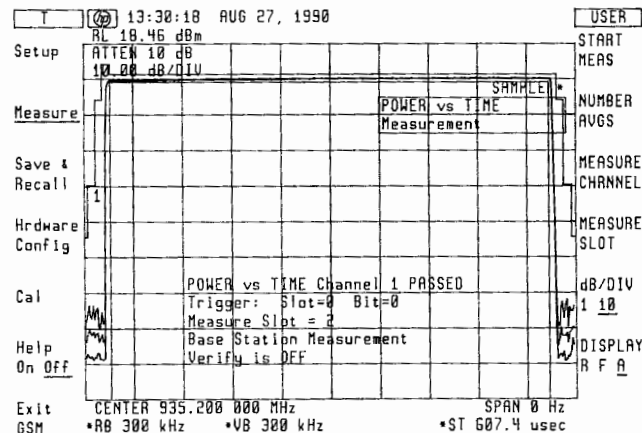 T
hp 13:30:18 AUG 27, 1990
USER
RL 18.46 dBm
ATTEN 10 dB
10.00 dB/DIV
START
MEAS
Setup
SAMPLE *
POWER vs TIME
Measurement
NUMBER
AVGS
Measure
Save &
Recall
1
MEASURE
CHANNEL
Hrdware
Config
MEASURE
SLOT
POWER vs TIME Channel 1 PASSED
Trigger: Slot=0 Bit=0
Measure Slot = 2
Base Station Measurement
Verify is OFF
dB/DIV
1 10
Cal
DISPLAY
R F A
Help
On Off
Exit
GSM
CENTER 935.200 000 MHz
SPAN 0 Hz
*RB 300 kHz *VB 300 kHz
*ST 607.4 usec